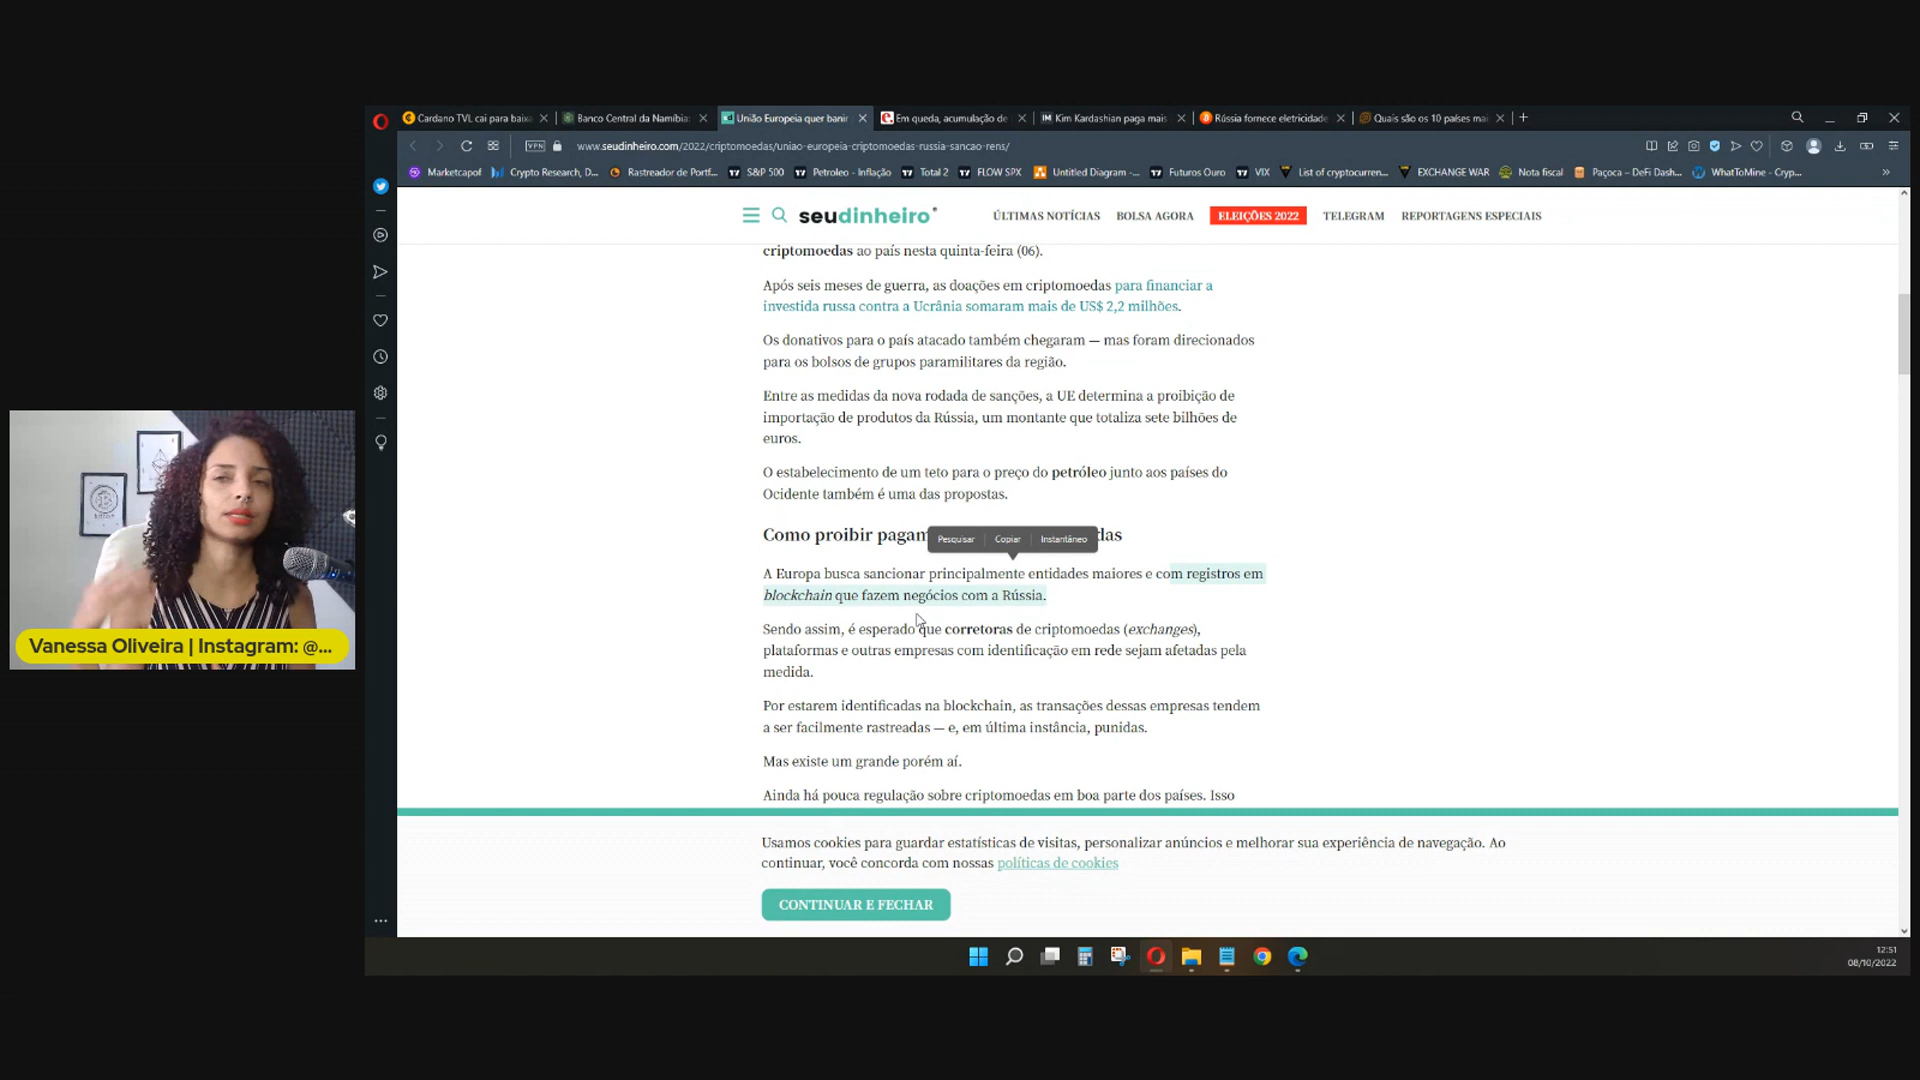 Cardano TVL cai para baixa
Banco Central da Namíbia:
União Europeia quer banir
Em queda, acumulação de
Kim Kardashian paga mais
Rússia fornece eletricidade
Quais são os 10 países mai
VPN
www.seudinheiro.com/2022/criptomoedas/uniao-europeia-criptomoedas-russia-sancao-rens/
Marketcapof
Crypto Research, D...
Rastreador de Portf...
S&P 500
Petroleo - Inflação
Total 2
FLOW SPX
Untitled Diagram -...
Futuros Ouro
VIX
List of cryptocurren...
EXCHANGE WAR
Nota fiscal
Paçoca – DeFi Dash...
WhatToMine - Cryp...
seudinheiro
ÚLTIMAS NOTÍCIAS
BOLSA AGORA
ELEIÇÕES 2022
TELEGRAM
REPORTAGENS ESPECIAIS
criptomoedas ao país nesta quinta-feira (06).
Após seis meses de guerra, as doações em criptomoedas para financiar a
investida russa contra a Ucrânia somaram mais de US$ 2,2 milhões.
Os donativos para o país atacado também chegaram — mas foram direcionados
para os bolsos de grupos paramilitares da região.
Entre as medidas da nova rodada de sanções, a UE determina a proibição de
importação de produtos da Rússia, um montante que totaliza sete bilhões de
euros.
O estabelecimento de um teto para o preço do petróleo junto aos países do
Ocidente também é uma das propostas.
Como proibir pagam das
Pesquisar
Copiar
Instantâneo
A Europa busca sancionar principalmente entidades maiores e com registros em
blockchain que fazem negócios com a Rússia.
Sendo assim, é esperado que corretoras de criptomoedas (exchanges),
plataformas e outras empresas com identificação em rede sejam afetadas pela
medida.
Por estarem identificadas na blockchain, as transações dessas empresas tendem
a ser facilmente rastreadas — e, em última instância, punidas.
Mas existe um grande porém aí.
Ainda há pouca regulação sobre criptomoedas em boa parte dos países. Isso
Usamos cookies para guardar estatísticas de visitas, personalizar anúncios e melhorar sua experiência de navegação. Ao
continuar, você concorda com nossas políticas de cookies
CONTINUAR E FECHAR
Vanessa Oliveira | Instagram: @...
12:51
08/10/2022